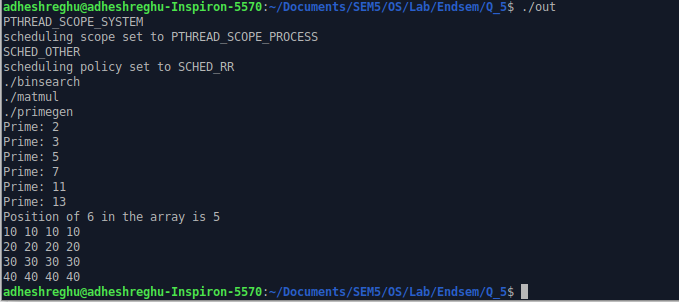 adheshreghu@adheshreghu-Inspiron-5570:~/Documents/SEM5/OS/Lab/Endsem/Q_5$ ./out
PTHREAD_SCOPE_SYSTEM
scheduling scope set to PTHREAD_SCOPE_PROCESS
SCHED_OTHER
scheduling policy set to SCHED_RR
./binsearch
./matmul
./primegen
Prime: 2
Prime: 3
Prime: 5
Prime: 7
Prime: 11
Prime: 13
Position of 6 in the array is 5
10 10 10 10
20 20 20 20
30 30 30 30
40 40 40 40
adheshreghu@adheshreghu-Inspiron-5570:~/Documents/SEM5/OS/Lab/Endsem/Q_5$